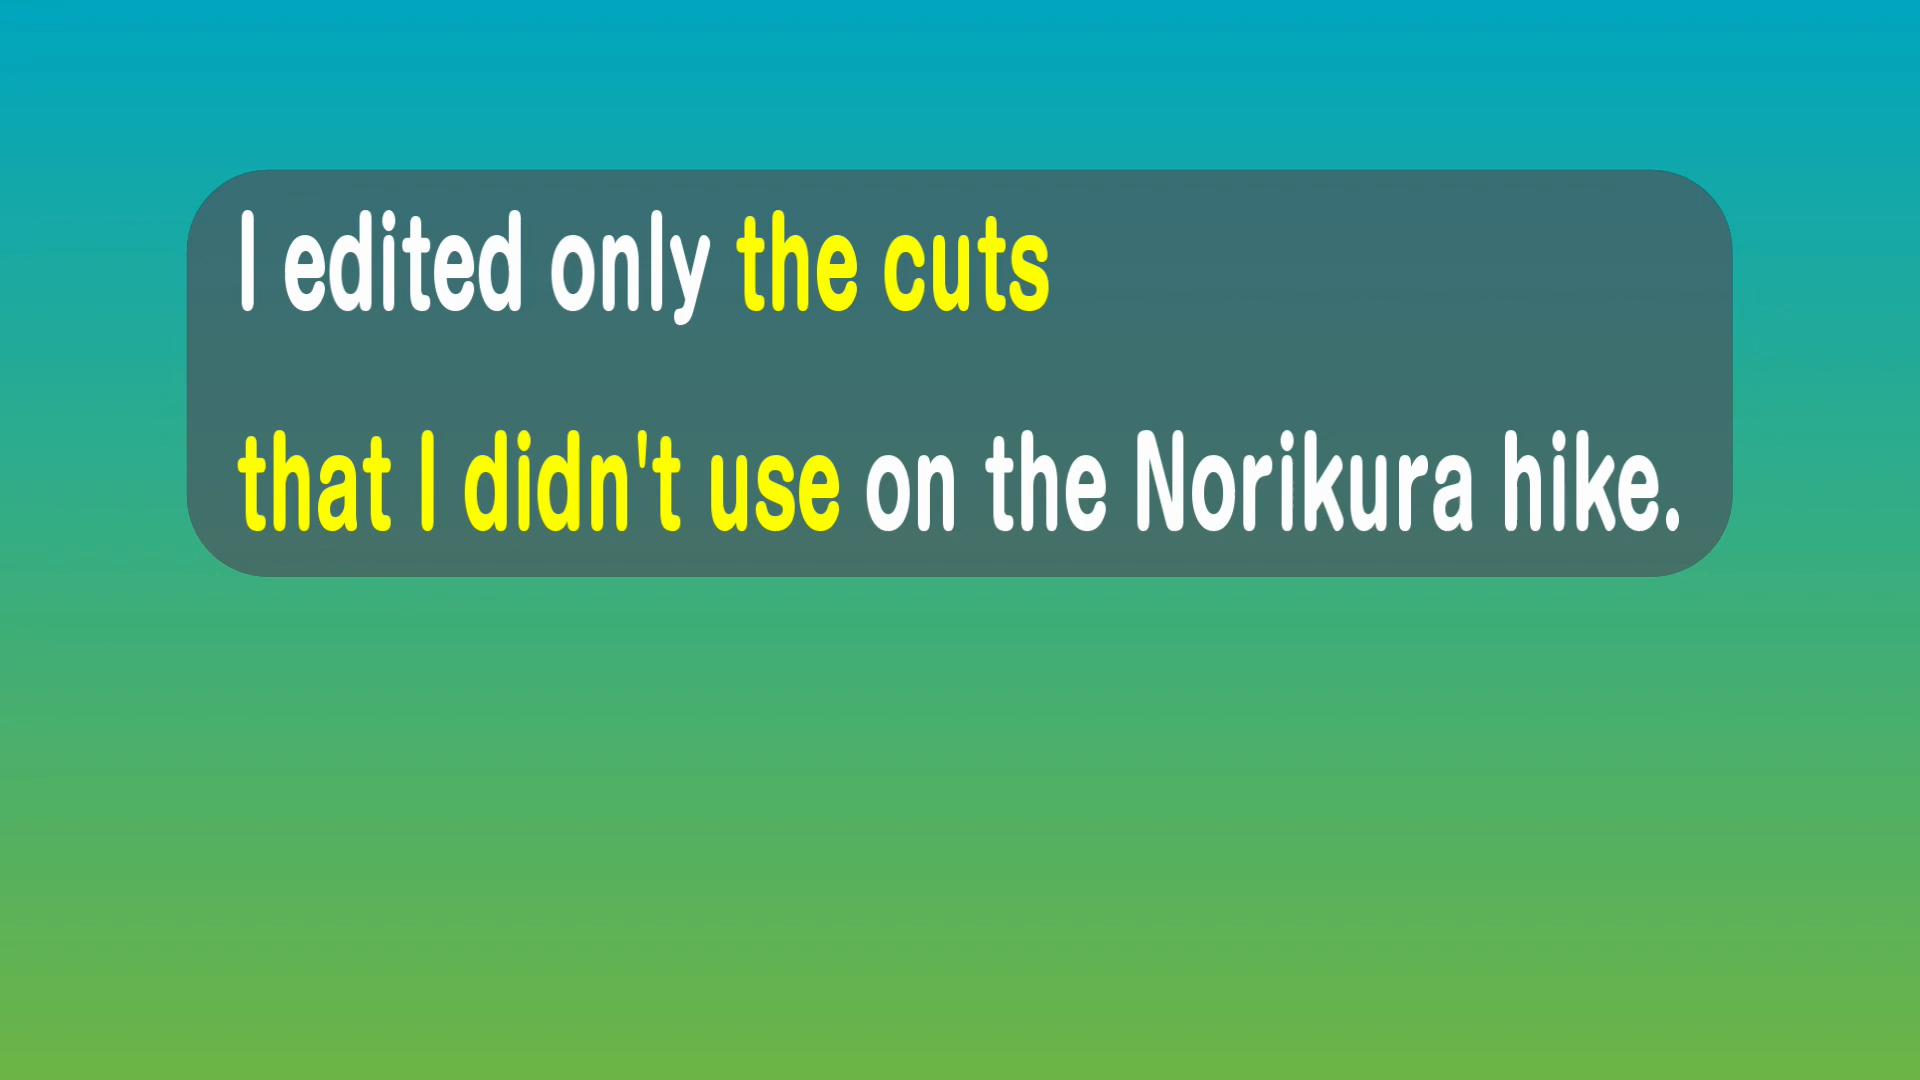 I edited only the cuts
that I didn't use on the Norikura hike.